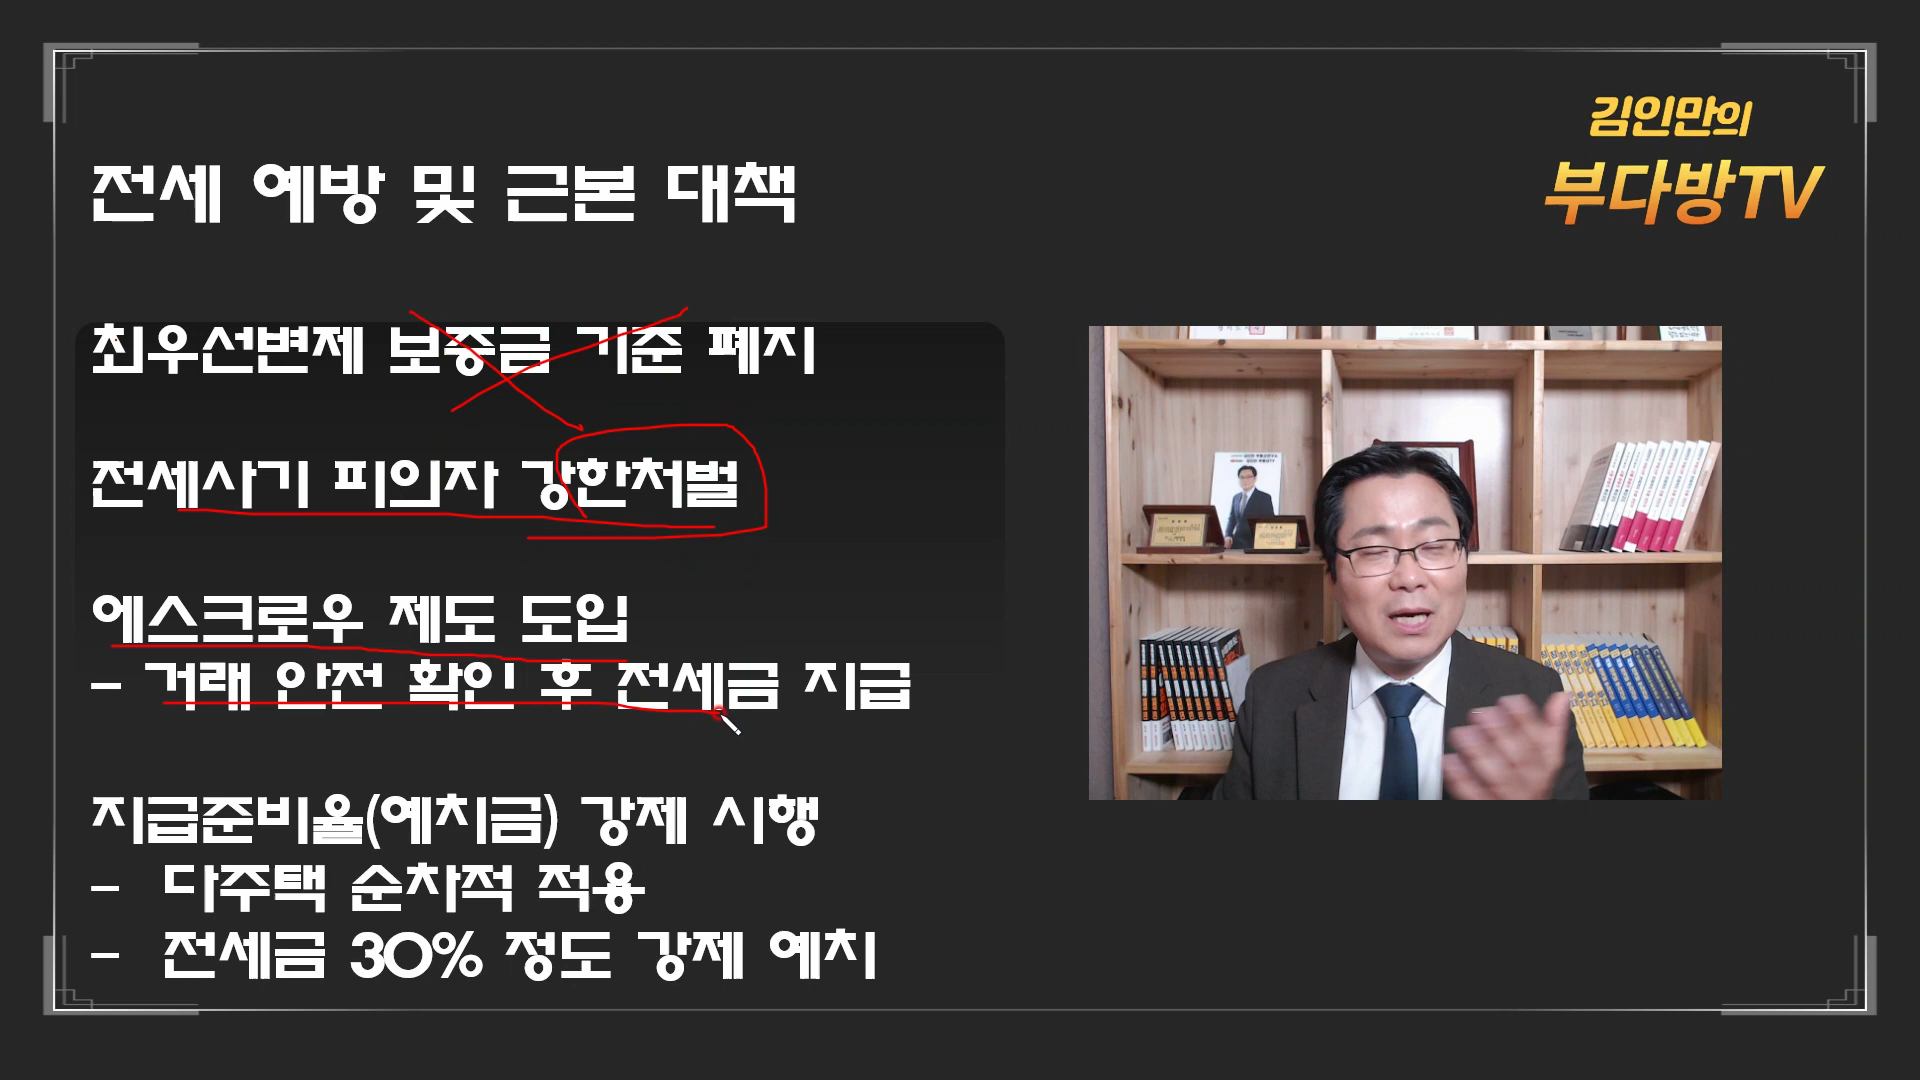 김인만의
부다방TV
전세 예방 및 근본 대책
최우선변제 보증금 기준 폐지
전세사기 피의자 강한처벌
에스크로우 제도 도입
- 거래 안전 확인 후 전세금 지급
지급준비율(예치금) 강제 시행
- 다주택 순차적 적용
- 전세금 30% 정도 강제 예치